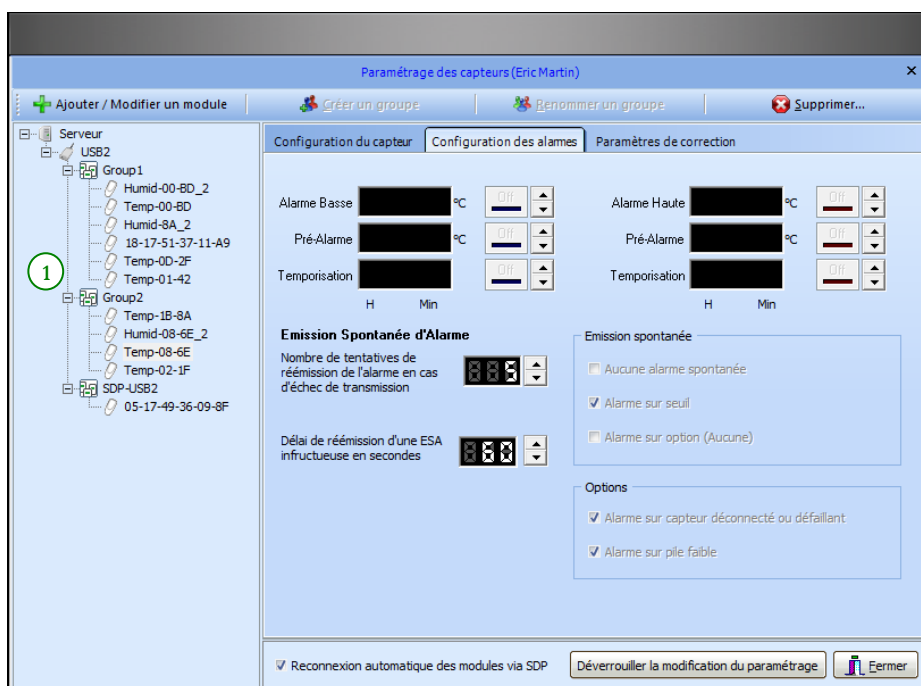 Paramétrage des capteurs (Eric Martin)
Ajouter / Modifier un module
Créer un groupe
Renommer un groupe
Supprimer...
Serveur
USB2
Group1
Humid-00-BD_2
Temp-00-BD
Humid-8A_2
18-17-51-37-11-A9
Temp-0D-2F
Temp-01-42
Group2
Temp-1B-8A
Humid-08-6E_2
Temp-08-6E
Temp-02-1F
SDP-USB2
05-17-49-36-09-8F
1
Configuration du capteur
Configuration des alarmes
Paramètres de correction
Alarme Basse °C Off
Pré-Alarme °C Off
Temporisation Off
H Min
Alarme Haute °C Off
Pré-Alarme °C Off
Temporisation Off
H Min
Emission Spontanée d'Alarme
Nombre de tentatives de
réémission de l'alarme en cas
d'échec de transmission
5
Délai de réémission d'une ESA
infructueuse en secondes
60
Emission spontanée
Aucune alarme spontanée
Alarme sur seuil
Alarme sur option (Aucune)
Options
Alarme sur capteur déconnecté ou défaillant
Alarme sur pile faible
Reconnexion automatique des modules via SDP
Déverrouiller la modification du paramétrage
Fermer